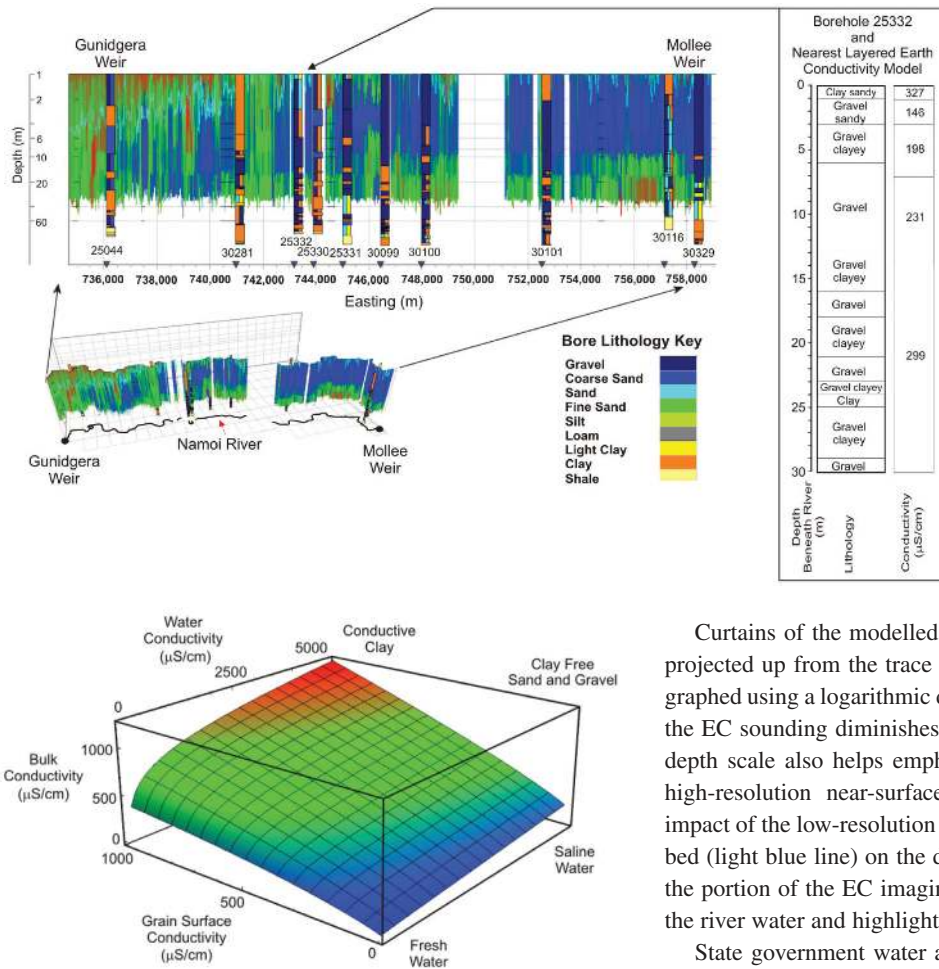 Gunidgera
Weir
Mollee
Weir
Depth (m)
1
2
6
10
20
60
25044
30281
25332
25330
25331
30099
30100
30101
30116
30329
736,000 738,000 740,000 742,000 744,000 746,000 748,000 750,000 752,000 754,000 756,000 758,000
Easting (m)
Gunidgera
Weir
Namoi River
Mollee
Weir
Bore Lithology Key
Gravel
Coarse Sand
Sand
Fine Sand
Silt
Loam
Light Clay
Clay
Shale
Borehole 25332
and
Nearest Layered Earth
Conductivity Model
0
5
10
15
20
25
30
Clay sandy
Gravel
sandy
Gravel
clayey
Gravel
Gravel
clayey
Gravel
Gravel
clayey
Gravel
Gravel clayey
Clay
Gravel
clayey
Gravel
327
146
198
231
299
Depth
Beneath River
(m)
Lithology
Conductivity
(µS/cm)
Water
Conductivity
(µS/cm)
0
2500
5000
Conductive
Clay
Clay Free
Sand and Gravel
Bulk
Conductivity
(µS/cm)
1000
500
0
1000
500
0
Grain Surface
Conductivity
(µS/cm)
Saline
Water
Fresh
Water
Curtains of the modelled
projected up from the trace
graphed using a logarithmic
the EC sounding diminishes
depth scale also helps
high-resolution near-surface
impact of the low-resolution
bed (light blue line) on the
the portion of the EC
the river water and
State government water